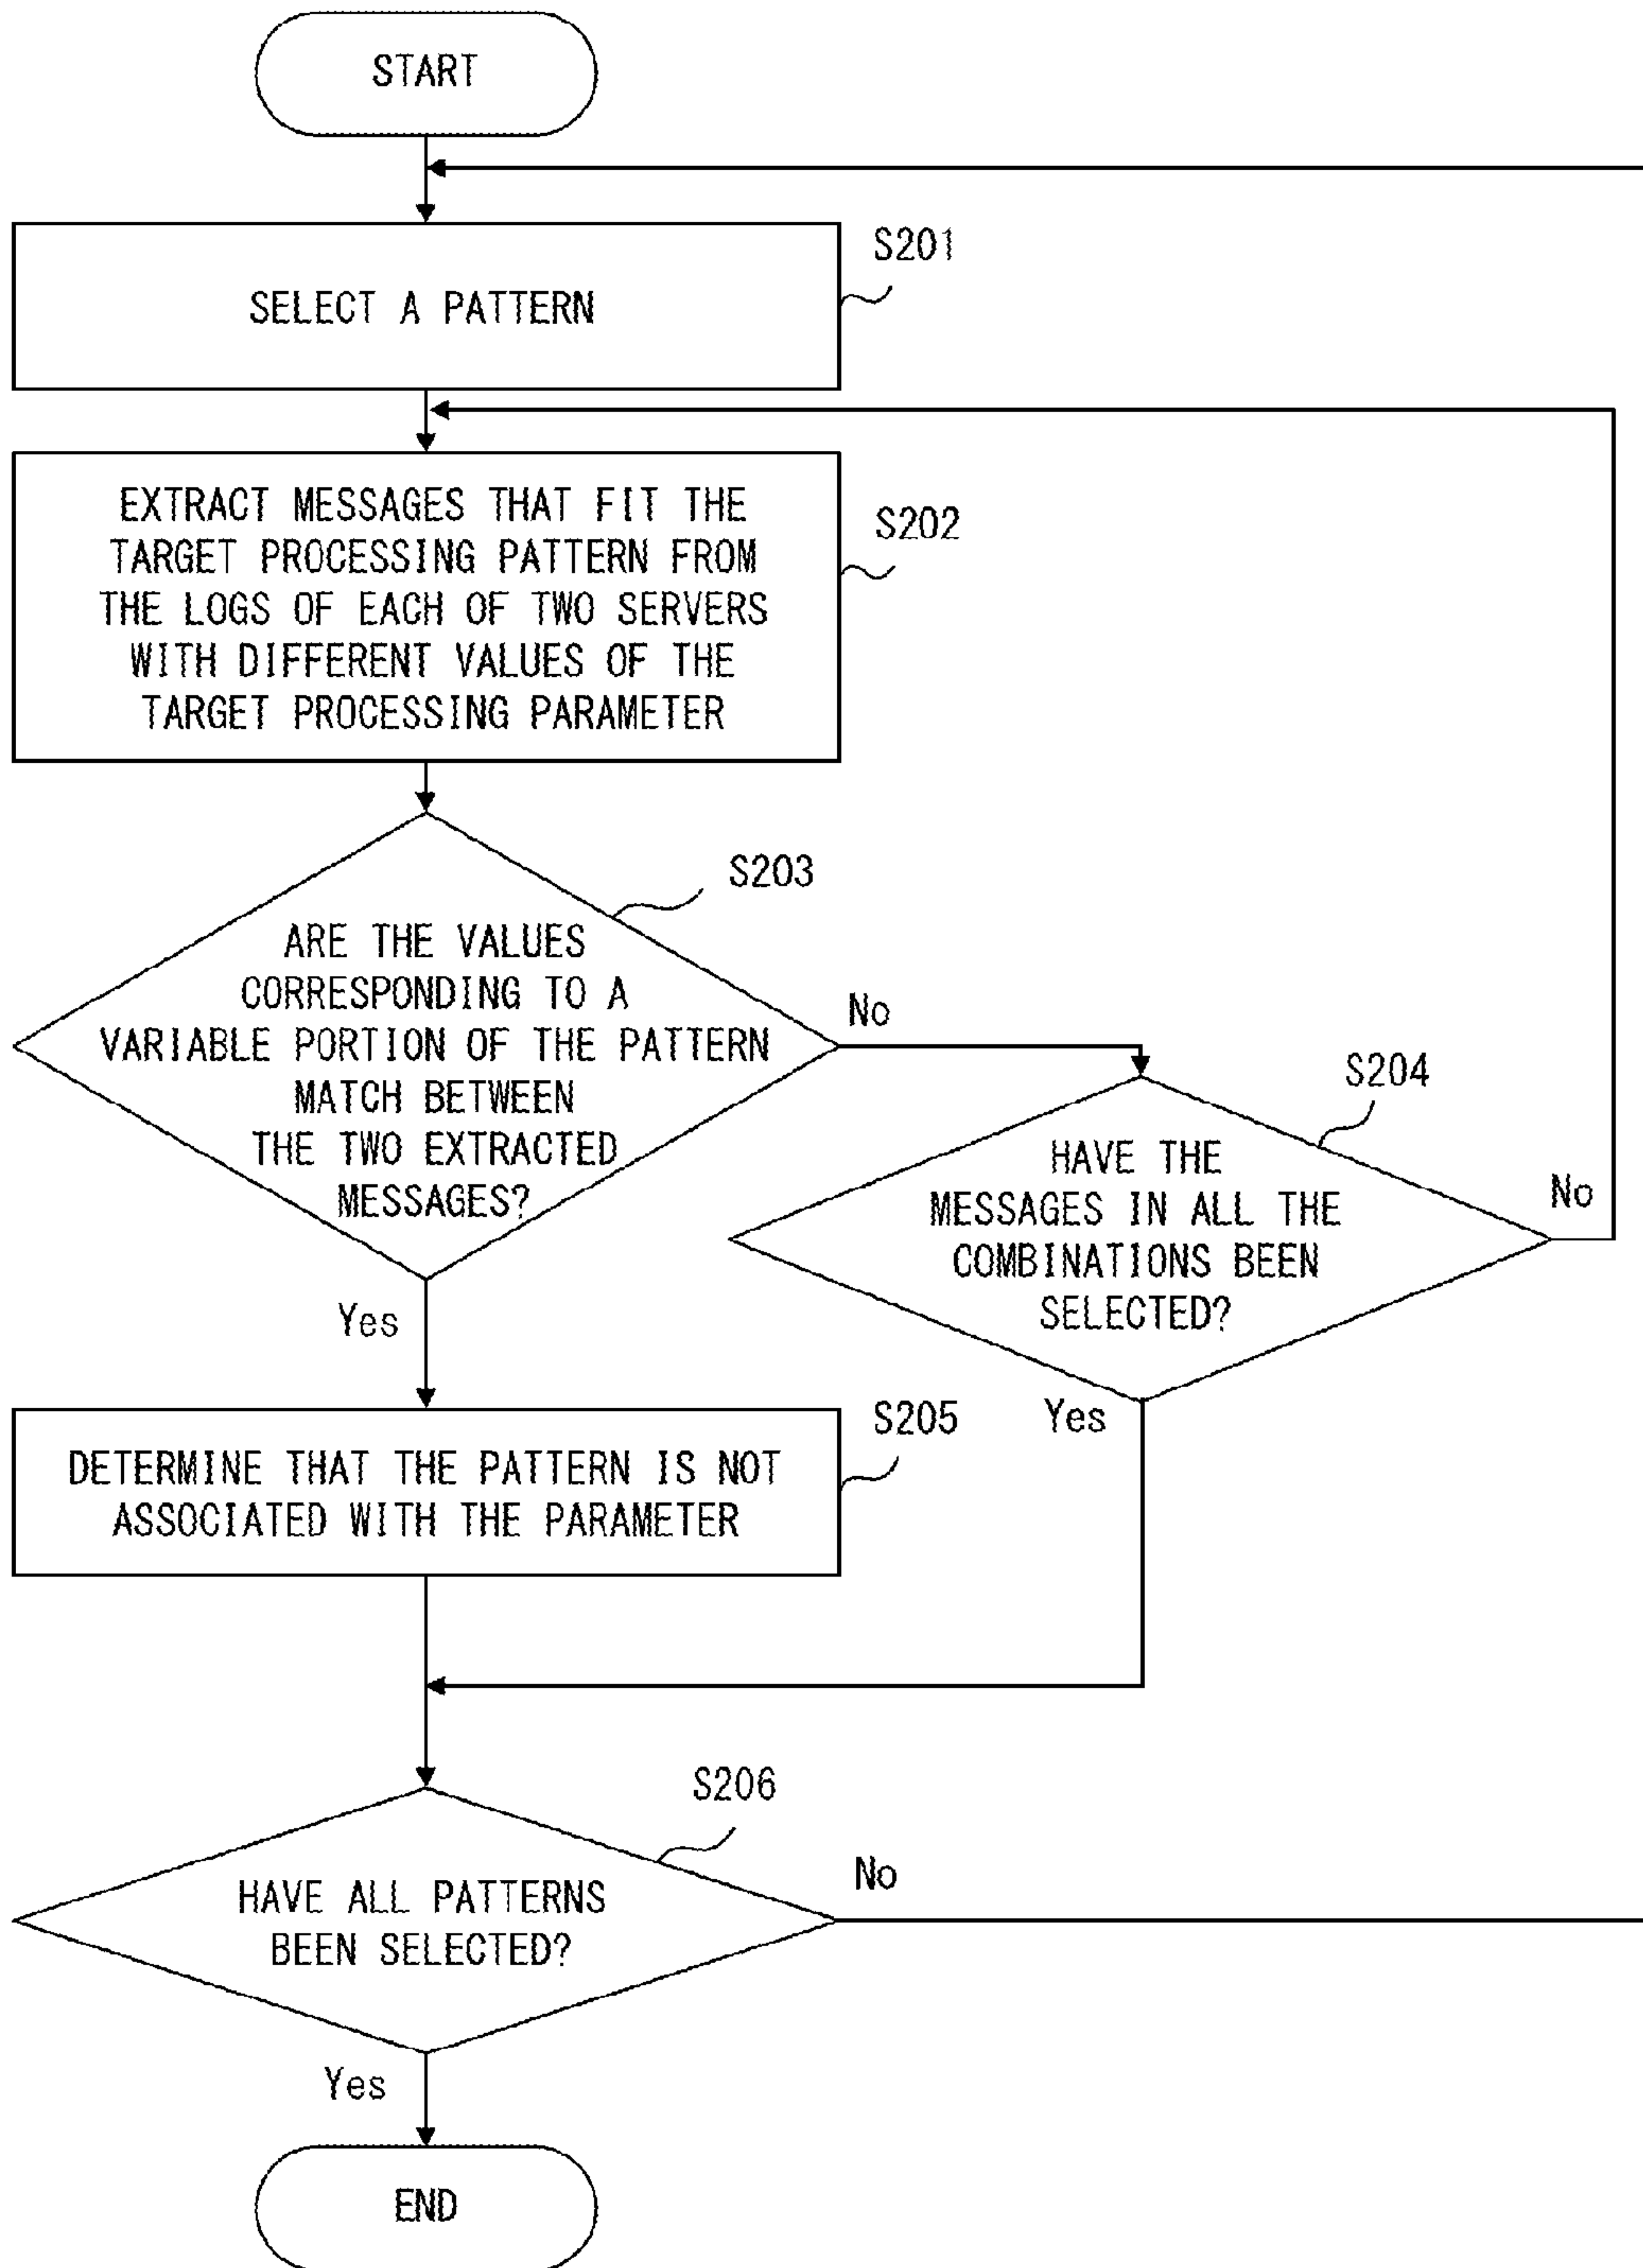 START
SELECT A PATTERN
S201
EXTRACT MESSAGES THAT FIT THE
TARGET PROCESSING PATTERN FROM
THE LOGS OF EACH OF TWO SERVERS
WITH DIFFERENT VALUES OF THE
TARGET PROCESSING PARAMETER
S202
ARE THE VALUES
CORRESPONDING TO A
VARIABLE PORTION OF THE PATTERN
MATCH BETWEEN
THE TWO EXTRACTED
MESSAGES?
S203
No
Yes
HAVE THE
MESSAGES IN ALL THE
COMBINATIONS BEEN
SELECTED?
S204
No
Yes
DETERMINE THAT THE PATTERN IS NOT
ASSOCIATED WITH THE PARAMETER
S205
HAVE ALL PATTERNS
BEEN SELECTED?
S206
No
Yes
END